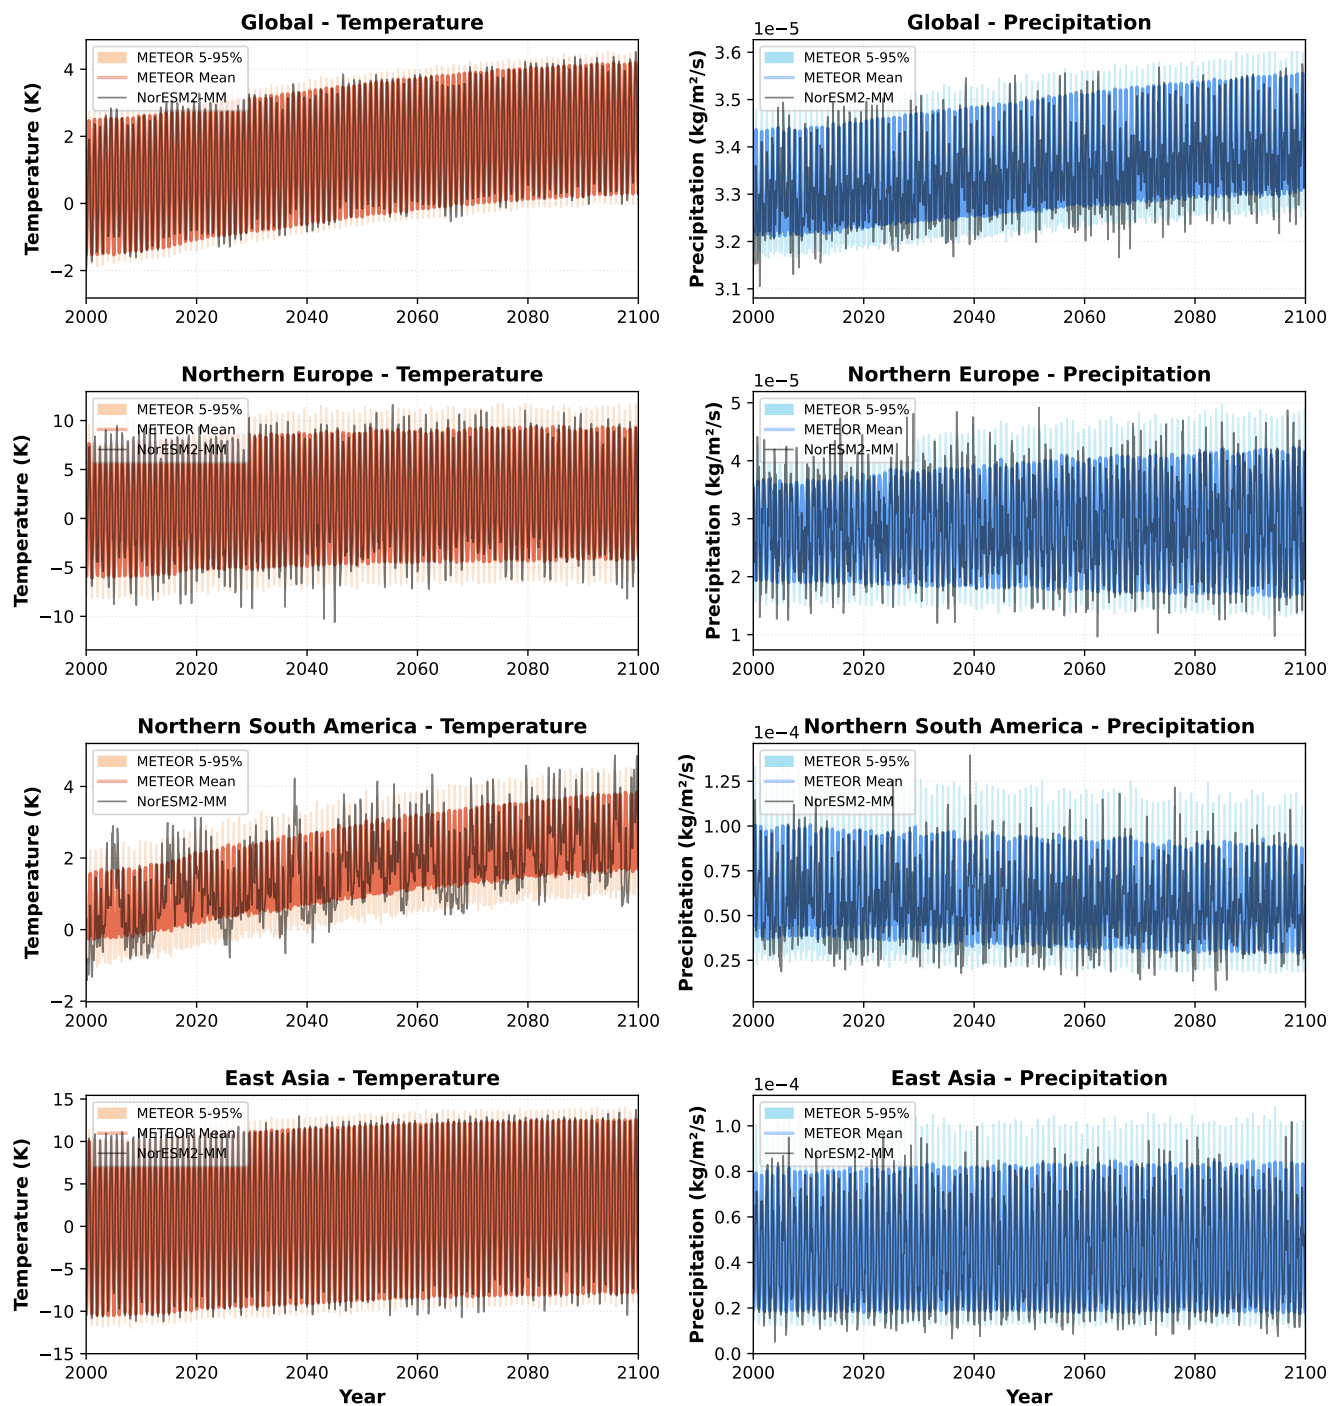 Global - Temperature
Temperature (K)
4
2
0
−2
METEOR 5-95%
METEOR Mean
NorESM2-MM
2000 2020 2040 2060 2080 2100
Global - Precipitation
1e−5
Precipitation (kg/m²/s)
3.6
3.5
3.4
3.3
3.2
3.1
METEOR 5-95%
METEOR Mean
NorESM2-MM
2000 2020 2040 2060 2080 2100
Northern Europe - Temperature
Temperature (K)
10
5
0
−5
−10
METEOR 5-95%
METEOR Mean
NorESM2-MM
2000 2020 2040 2060 2080 2100
Northern Europe - Precipitation
1e−5
Precipitation (kg/m²/s)
5
4
3
2
1
METEOR 5-95%
METEOR Mean
NorESM2-MM
2000 2020 2040 2060 2080 2100
Northern South America - Temperature
Temperature (K)
4
2
0
−2
METEOR 5-95%
METEOR Mean
NorESM2-MM
2000 2020 2040 2060 2080 2100
Northern South America - Precipitation
1e−4
Precipitation (kg/m²/s)
1.25
1.00
0.75
0.50
0.25
METEOR 5-95%
METEOR Mean
NorESM2-MM
2000 2020 2040 2060 2080 2100
East Asia - Temperature
Temperature (K)
15
10
5
0
−5
−10
−15
METEOR 5-95%
METEOR Mean
NorESM2-MM
2000 2020 2040 2060 2080 2100
Year
East Asia - Precipitation
1e−4
Precipitation (kg/m²/s)
1.0
0.8
0.6
0.4
0.2
0.0
METEOR 5-95%
METEOR Mean
NorESM2-MM
2000 2020 2040 2060 2080 2100
Year